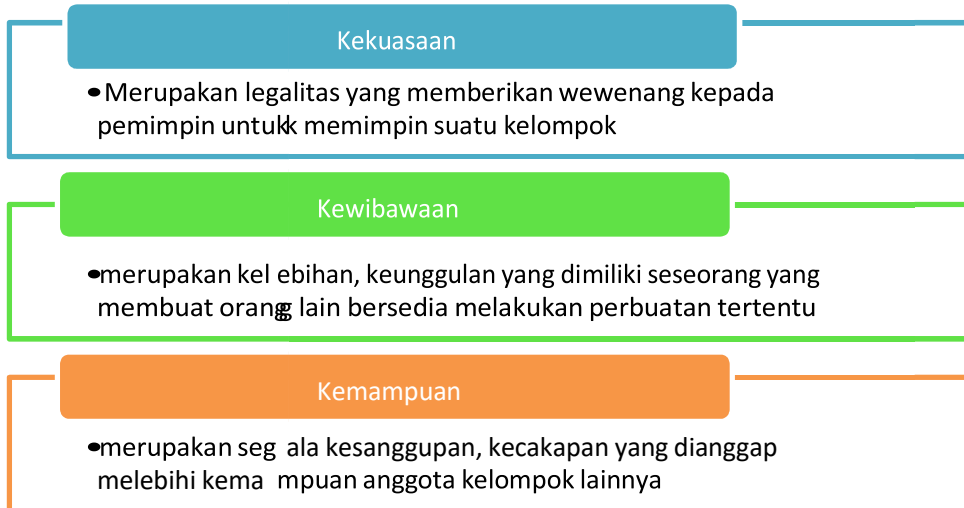 Kekuasaan
•Merupakan legalitas yang memberikan wewenang kepada
pemimpin untukk memimpin suatu kelompok
Kewibawaan
•merupakan kel ebihan, keunggulan yang dimiliki seseorang yang
membuat orangg lain bersedia melakukan perbuatan tertentu
Kemampuan
•merupakan seg ala kesanggupan, kecakapan yang dianggap
melebihi kema mpuan anggota kelompok lainnya